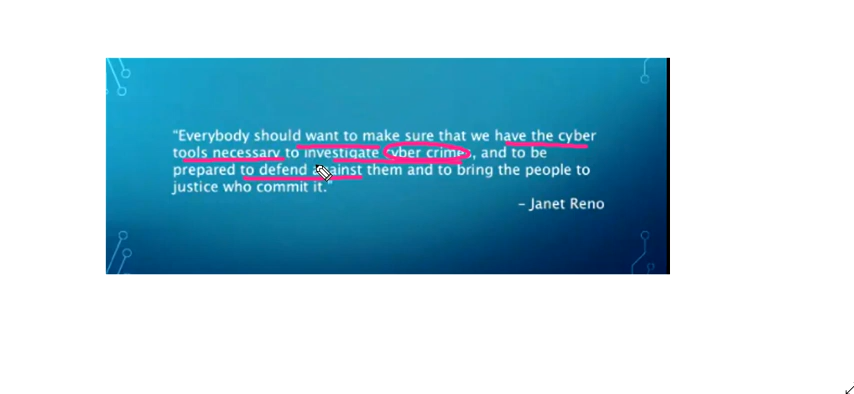 “Everybody should want to make sure that we have the cyber
tools necessary to investigate cyber crimes, and to be
prepared to defend against them and to bring the people to
justice who commit it.”
– Janet Reno